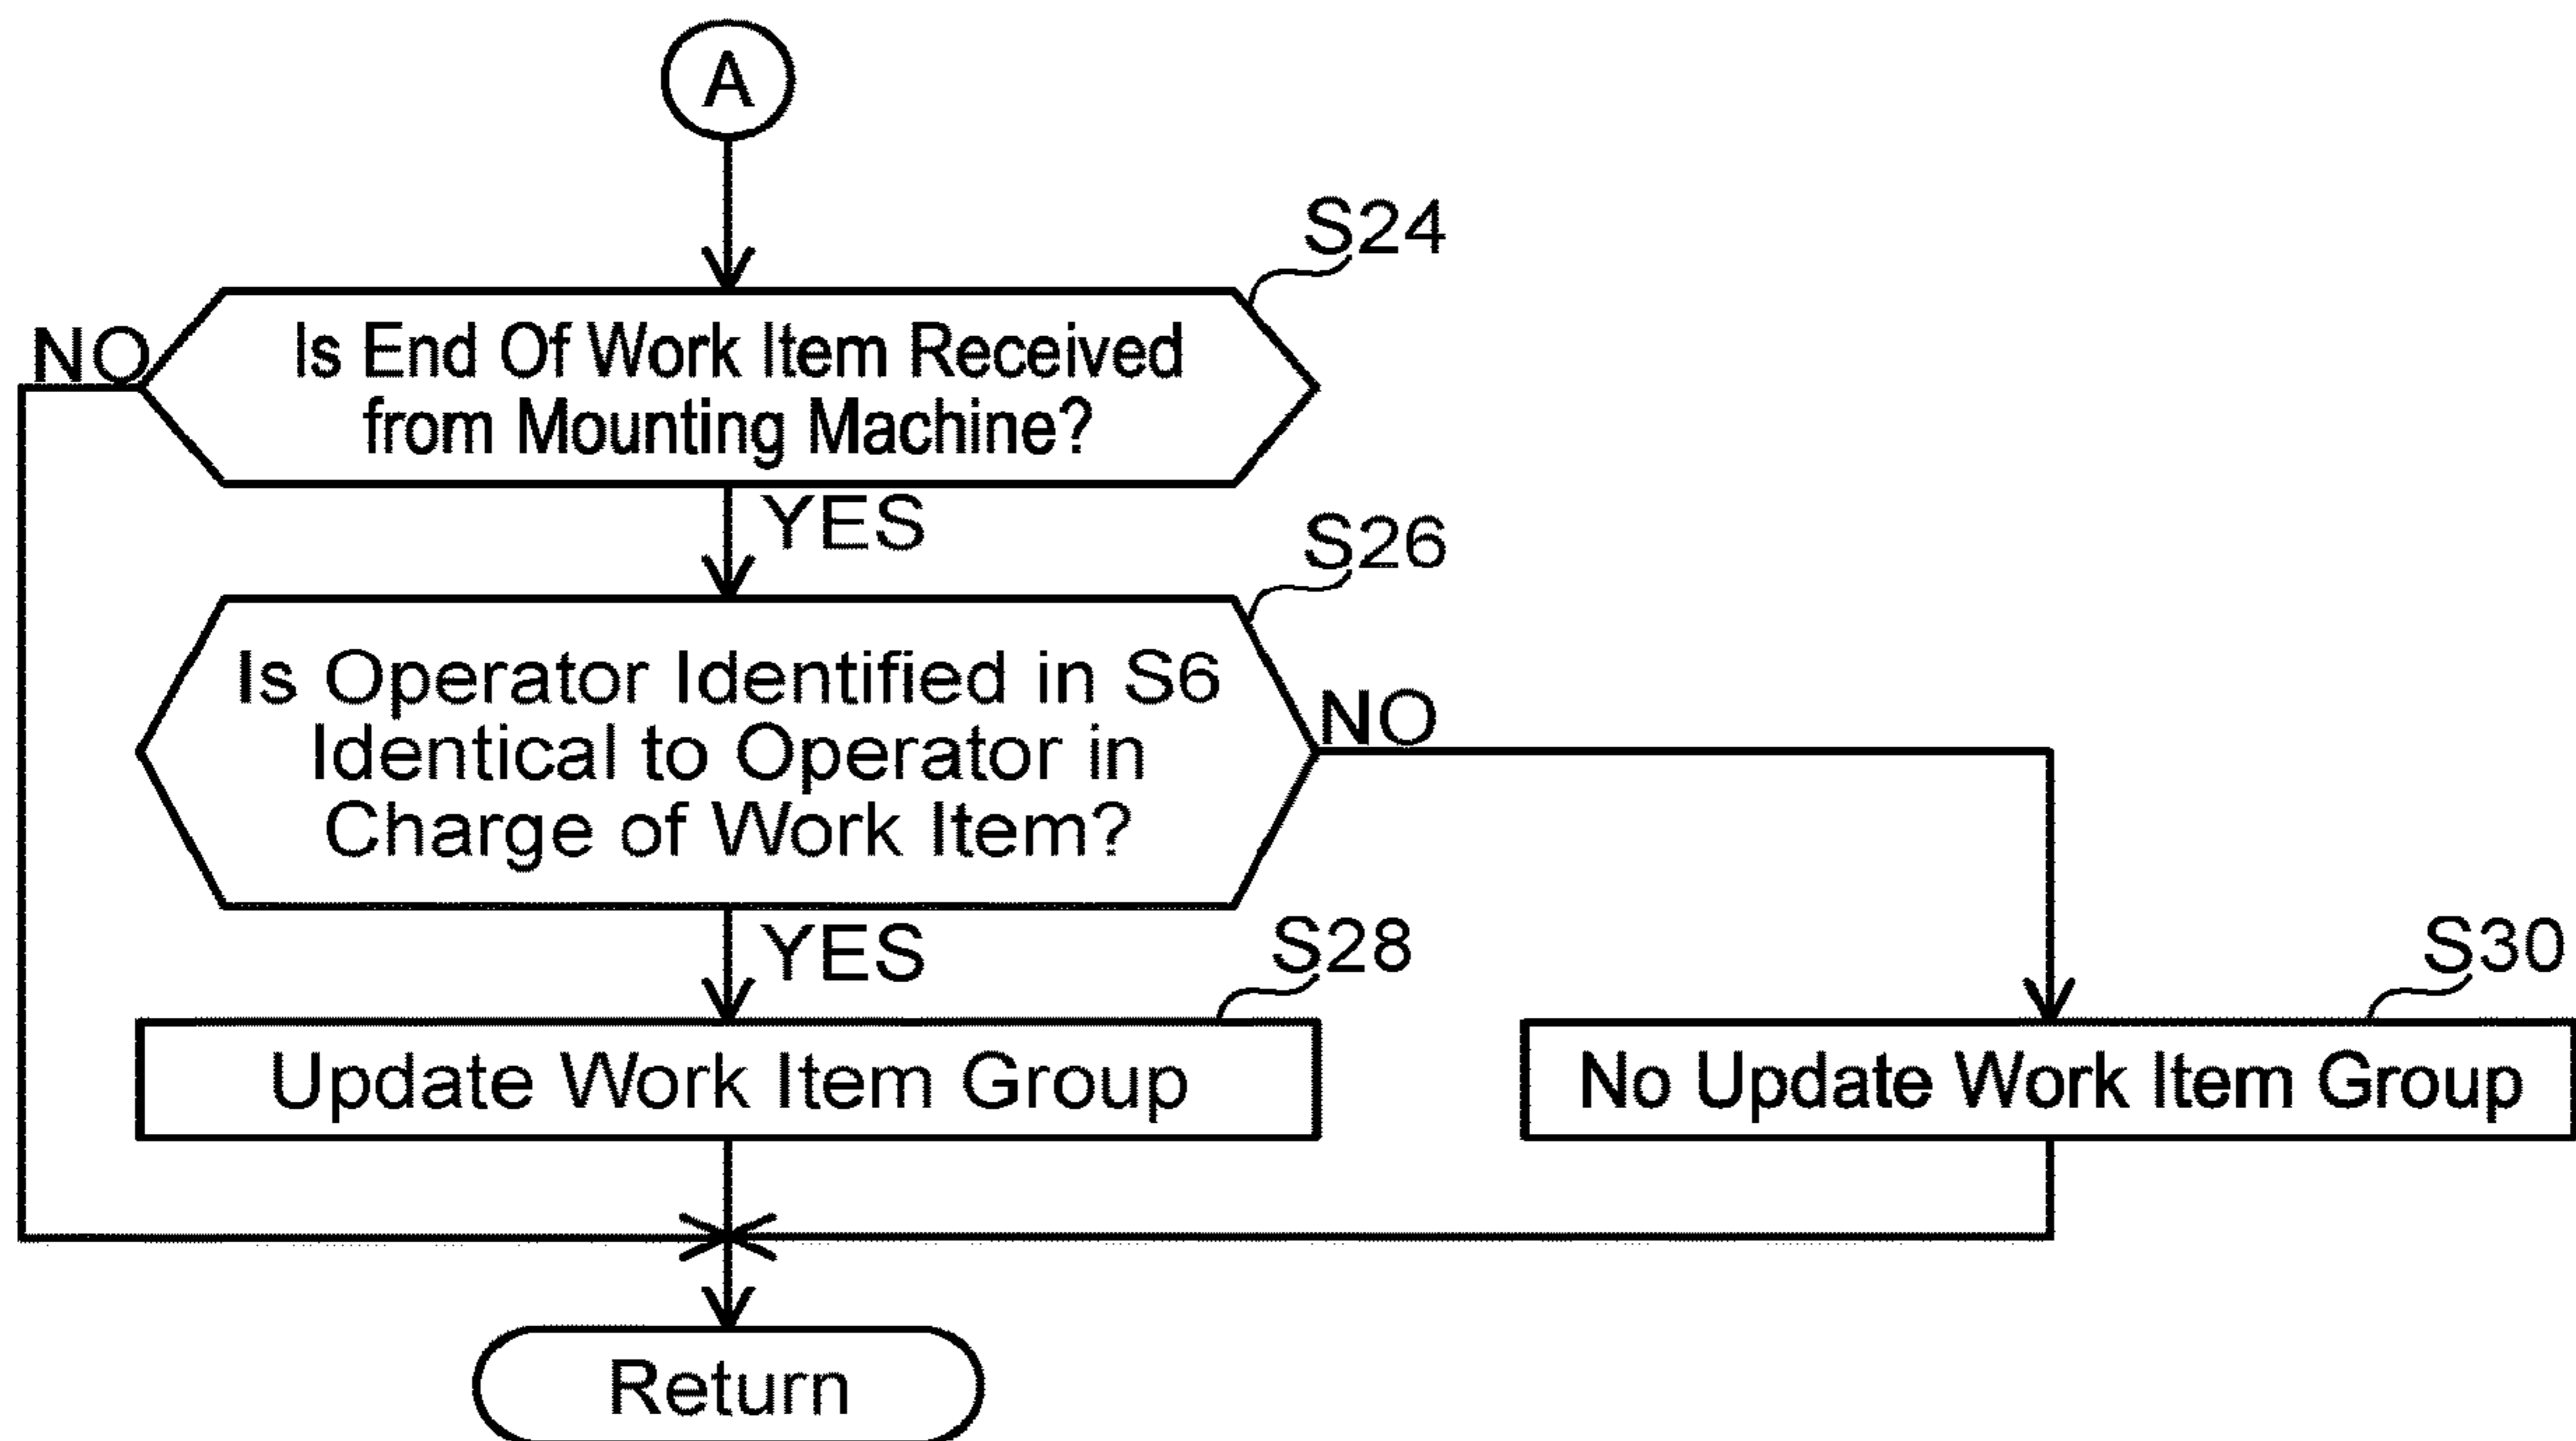 A
S24
NO
Is End Of Work Item Received
from Mounting Machine?
YES
S26
Is Operator Identified in S6
Identical to Operator in
Charge of Work Item?
NO
YES
S28
S30
Update Work Item Group
No Update Work Item Group
Return